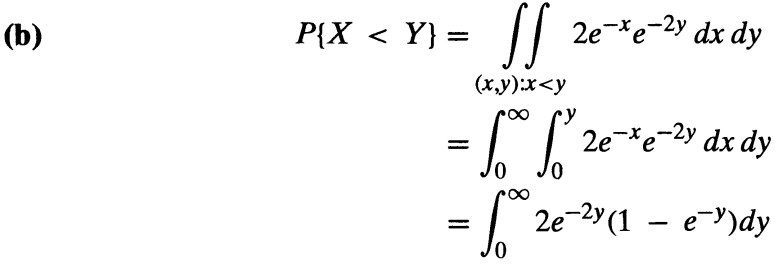 (b) P{X < Y} = ∬ 2e^{-x}e^{-2y} dx dy
(x,y):x<y
= ∫_0^∞ ∫_0^y 2e^{-x}e^{-2y} dx dy
= ∫_0^∞ 2e^{-2y}(1 − e^{-y})dy